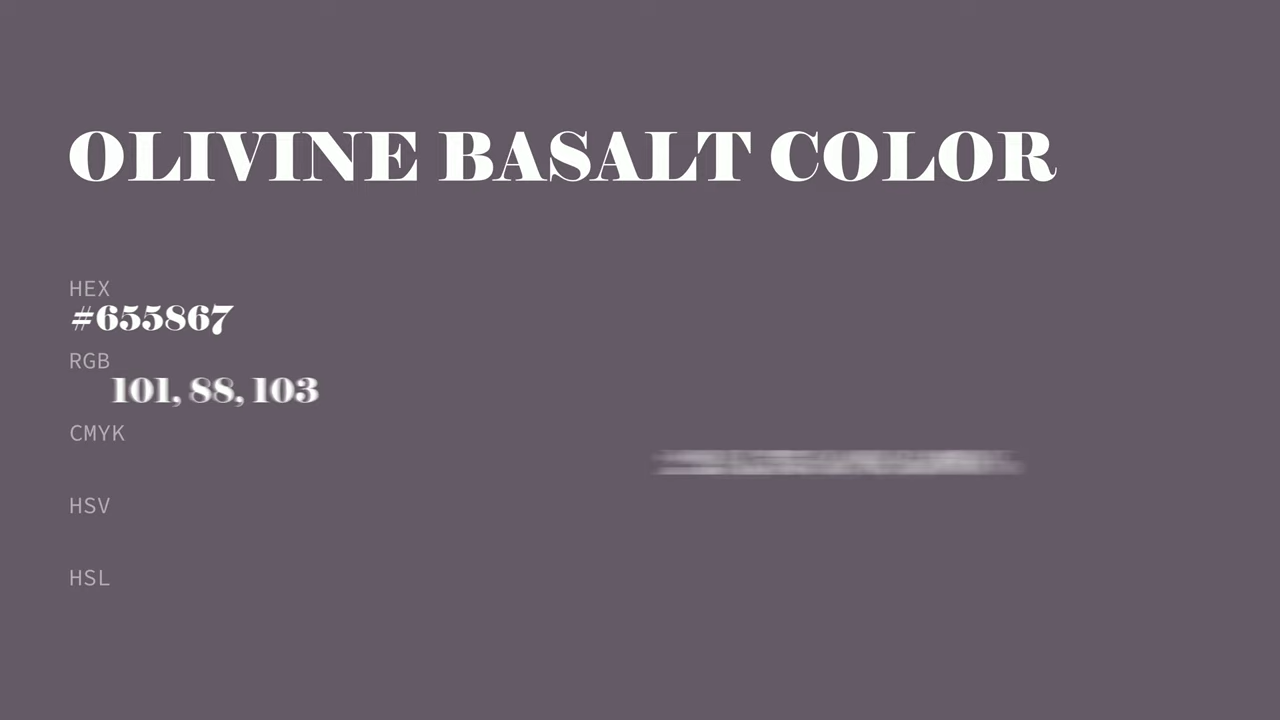 OLIVINE BASALT COLOR
HEX
#655867
RGB
101, 88, 103
CMYK
HSV
HSL